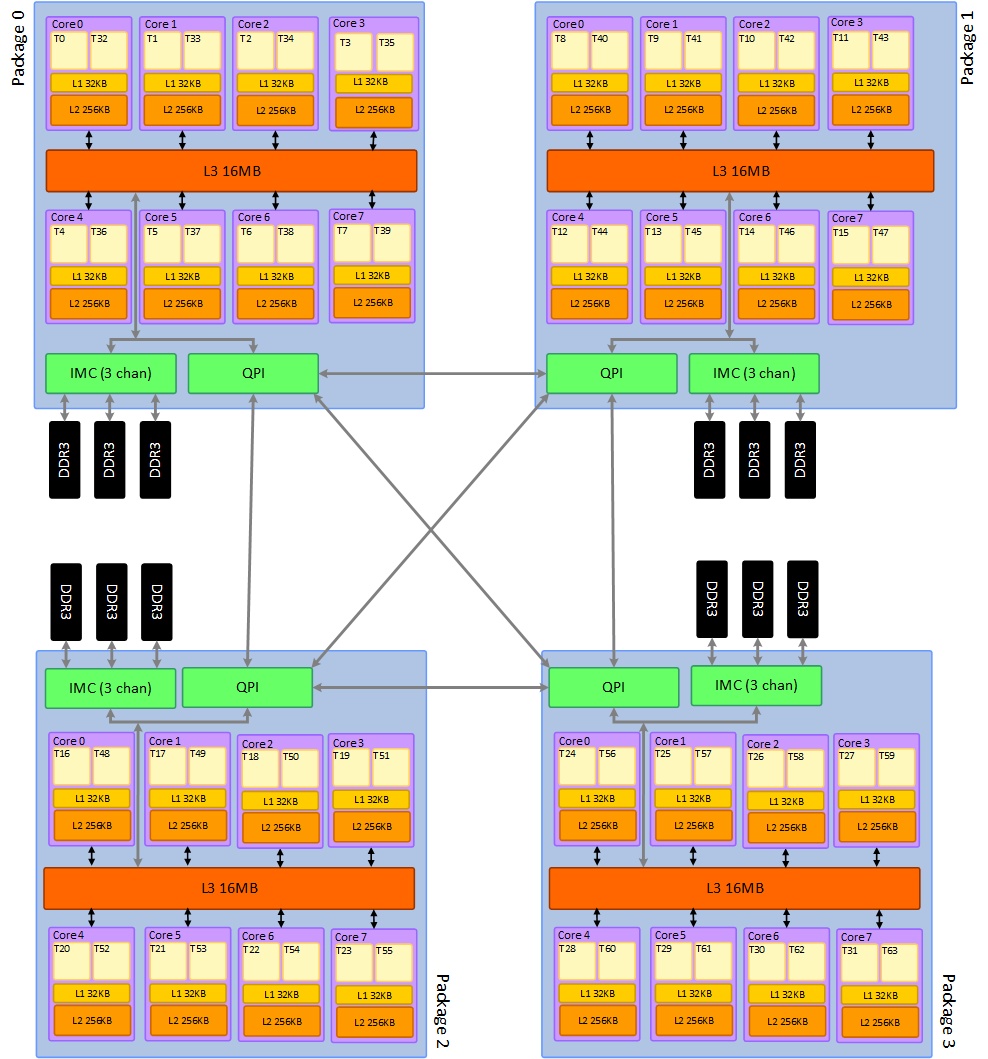 Package 0
Core 0 Core 1 Core 2 Core 3
T0 T32 T1 T33 T2 T34 T3 T35
L1 32KB L1 32KB L1 32KB L1 32KB
L2 256KB L2 256KB L2 256KB L2 256KB
L3 16MB
Core 4 Core 5 Core 6 Core 7
T4 T36 T5 T37 T6 T38 T7 T39
L1 32KB L1 32KB L1 32KB L1 32KB
L2 256KB L2 256KB L2 256KB L2 256KB
IMC (3 chan) QPI
DDR3 DDR3 DDR3
Package 1
Core 0 Core 1 Core 2 Core 3
T8 T40 T9 T41 T10 T42 T11 T43
L1 32KB L1 32KB L1 32KB L1 32KB
L2 256KB L2 256KB L2 256KB L2 256KB
L3 16MB
Core 4 Core 5 Core 6 Core 7
T12 T44 T13 T45 T14 T46 T15 T47
L1 32KB L1 32KB L1 32KB L1 32KB
L2 256KB L2 256KB L2 256KB L2 256KB
QPI IMC (3 chan)
DDR3 DDR3 DDR3
DDR3 DDR3 DDR3
IMC (3 chan) QPI
Core 0 Core 1 Core 2 Core 3
T16 T48 T17 T49 T18 T50 T19 T51
L1 32KB L1 32KB L1 32KB L1 32KB
L2 256KB L2 256KB L2 256KB L2 256KB
L3 16MB
Core 4 Core 5 Core 6 Core 7
T20 T52 T21 T53 T22 T54 T23 T55
L1 32KB L1 32KB L1 32KB L1 32KB
L2 256KB L2 256KB L2 256KB L2 256KB
Package 2
DDR3 DDR3 DDR3
QPI IMC (3 chan)
Core 0 Core 1 Core 2 Core 3
T24 T56 T25 T57 T26 T58 T27 T59
L1 32KB L1 32KB L1 32KB L1 32KB
L2 256KB L2 256KB L2 256KB L2 256KB
L3 16MB
Core 4 Core 5 Core 6 Core 7
T28 T60 T29 T61 T30 T62 T31 T63
L1 32KB L1 32KB L1 32KB L1 32KB
L2 256KB L2 256KB L2 256KB L2 256KB
Package 3